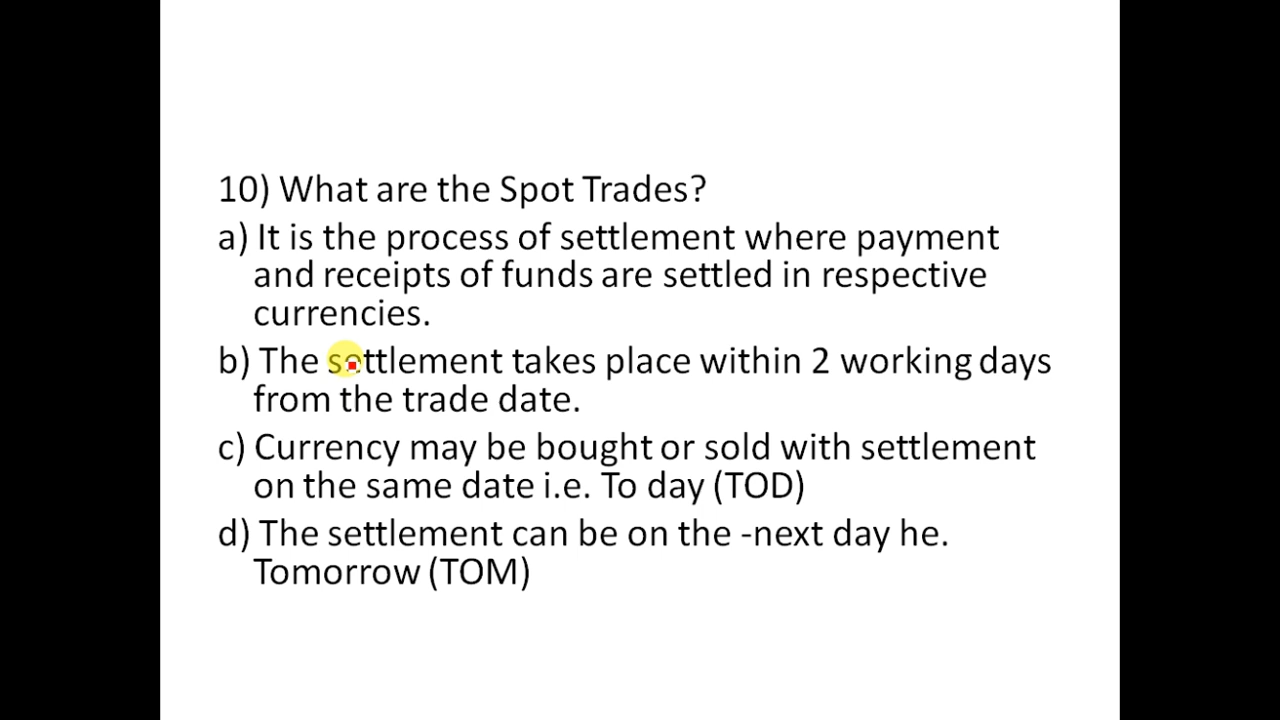 10) What are the Spot Trades?
a) It is the process of settlement where payment
and receipts of funds are settled in respective
currencies.
b) The settlement takes place within 2 working days
from the trade date.
c) Currency may be bought or sold with settlement
on the same date i.e. To day (TOD)
d) The settlement can be on the -next day he.
Tomorrow (TOM)